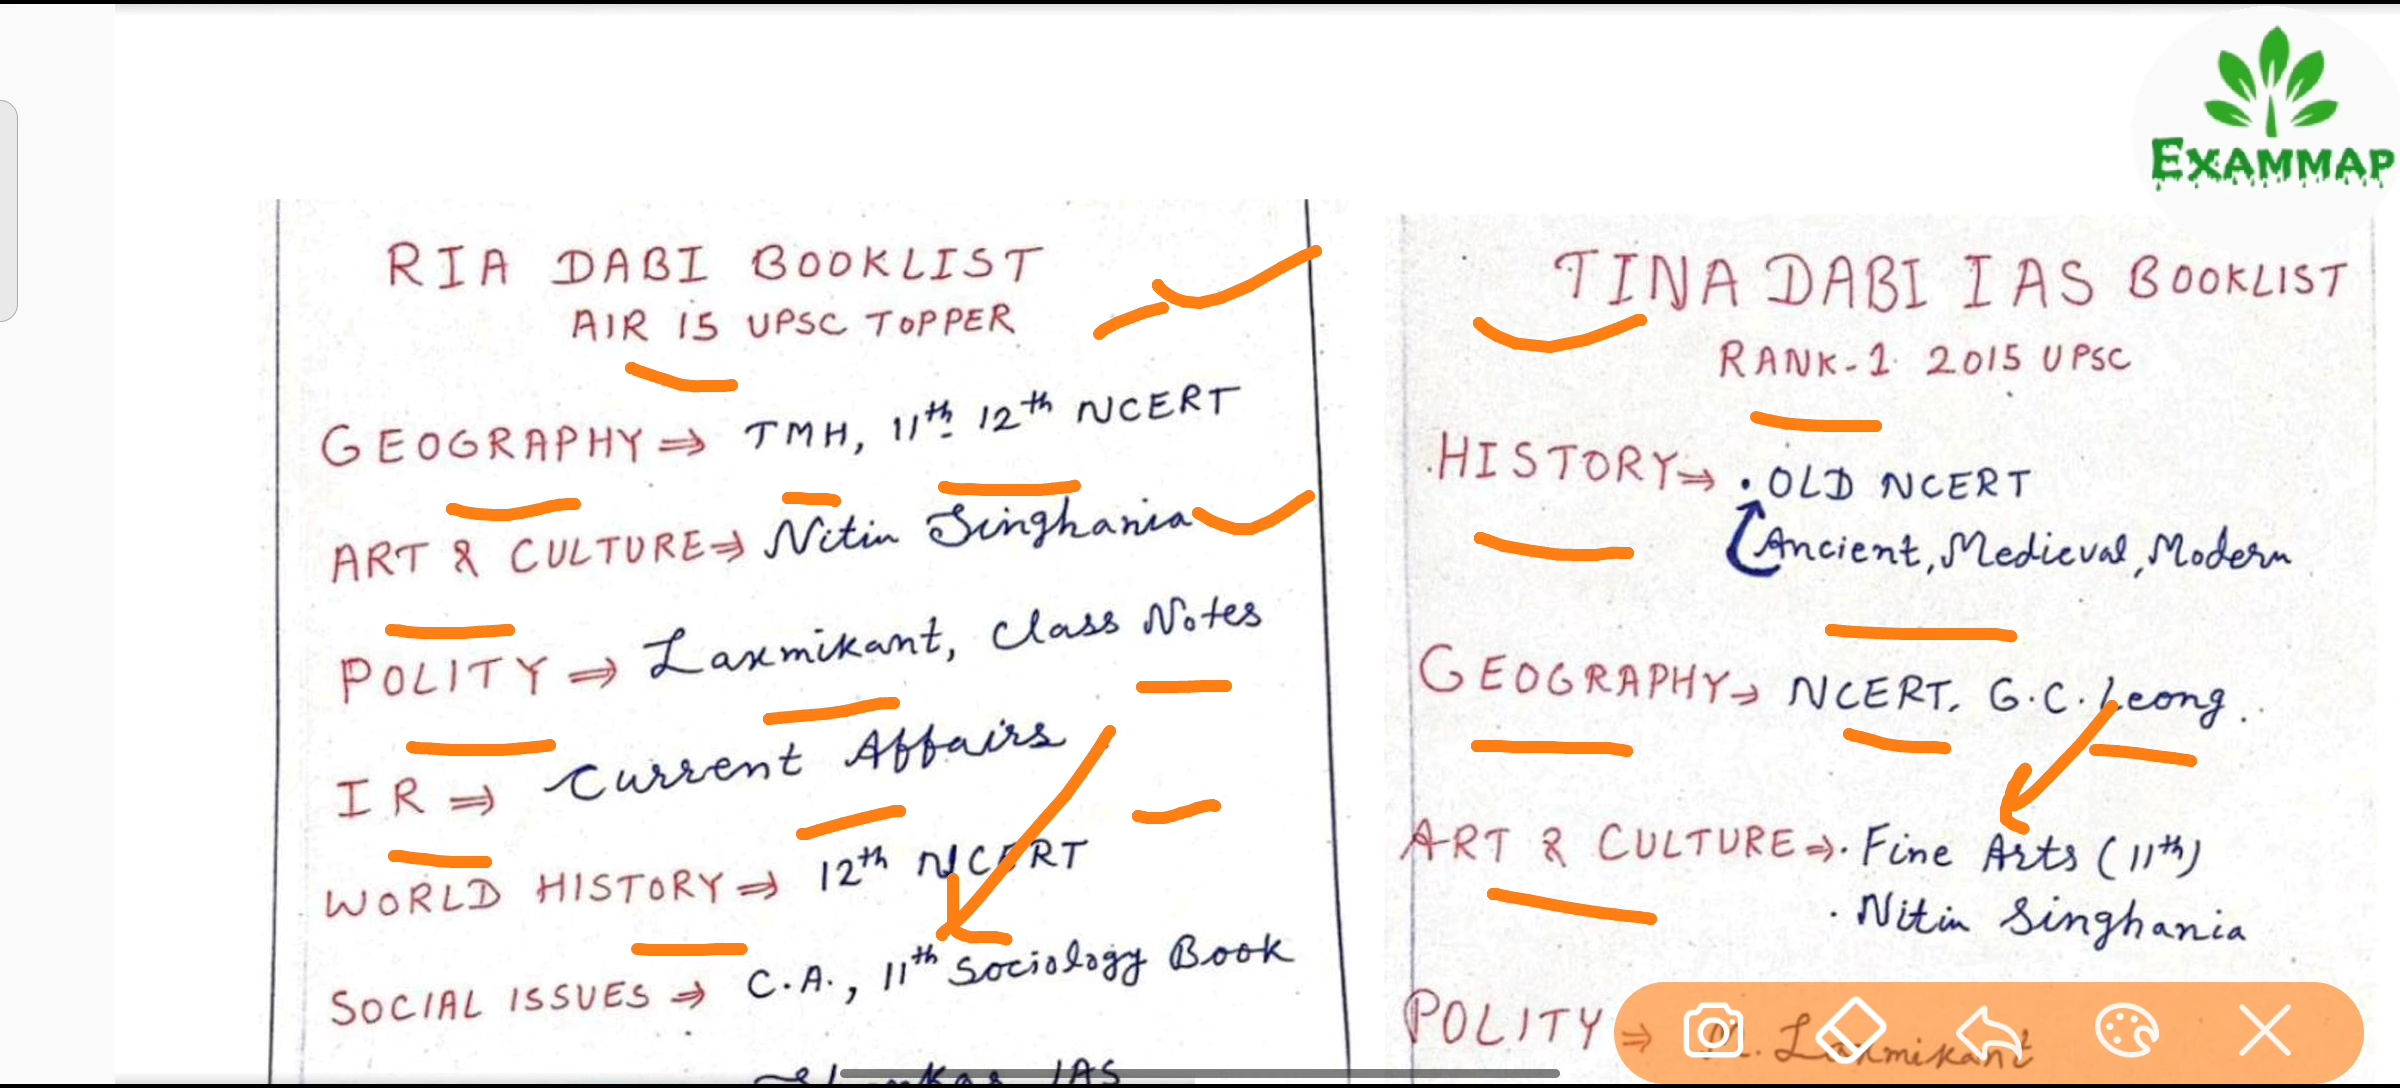 EXAMMAP
RIA DABI BOOKLIST
AIR 15 UPSC TOPPER
GEOGRAPHY ⇒ TMH, 11th 12th NCERT
ART & CULTURE ⇒ Nitin Singhania
POLITY ⇒ Laxmikant, Class Notes
IR ⇒ Current Affairs
WORLD HISTORY ⇒ 12th NCERT
SOCIAL ISSUES ⇒ C.A., 11th Sociology Book
IAS
TINA DABI IAS BOOKLIST
RANK-1 2015 UPSC
HISTORY ⇒ • OLD NCERT
Ancient, Medieval, Modern
GEOGRAPHY ⇒ NCERT, G.C. Leong.
ART & CULTURE ⇒ • Fine Arts (11th)
• Nitin Singhania
POLITY ⇒ M. Laxmikant